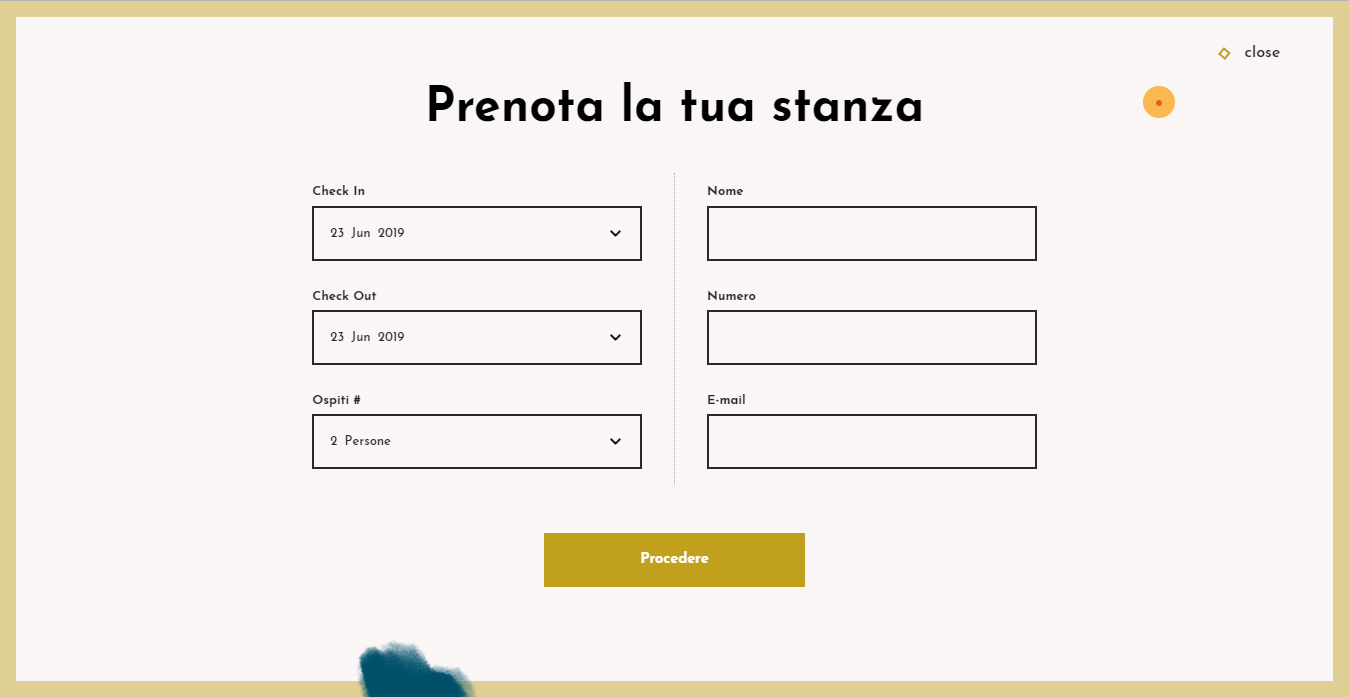 close
Prenota la tua stanza
Check In
23 Jun 2019
Check Out
23 Jun 2019
Ospiti #
2 Persone
Nome
Numero
E-mail
Procedere